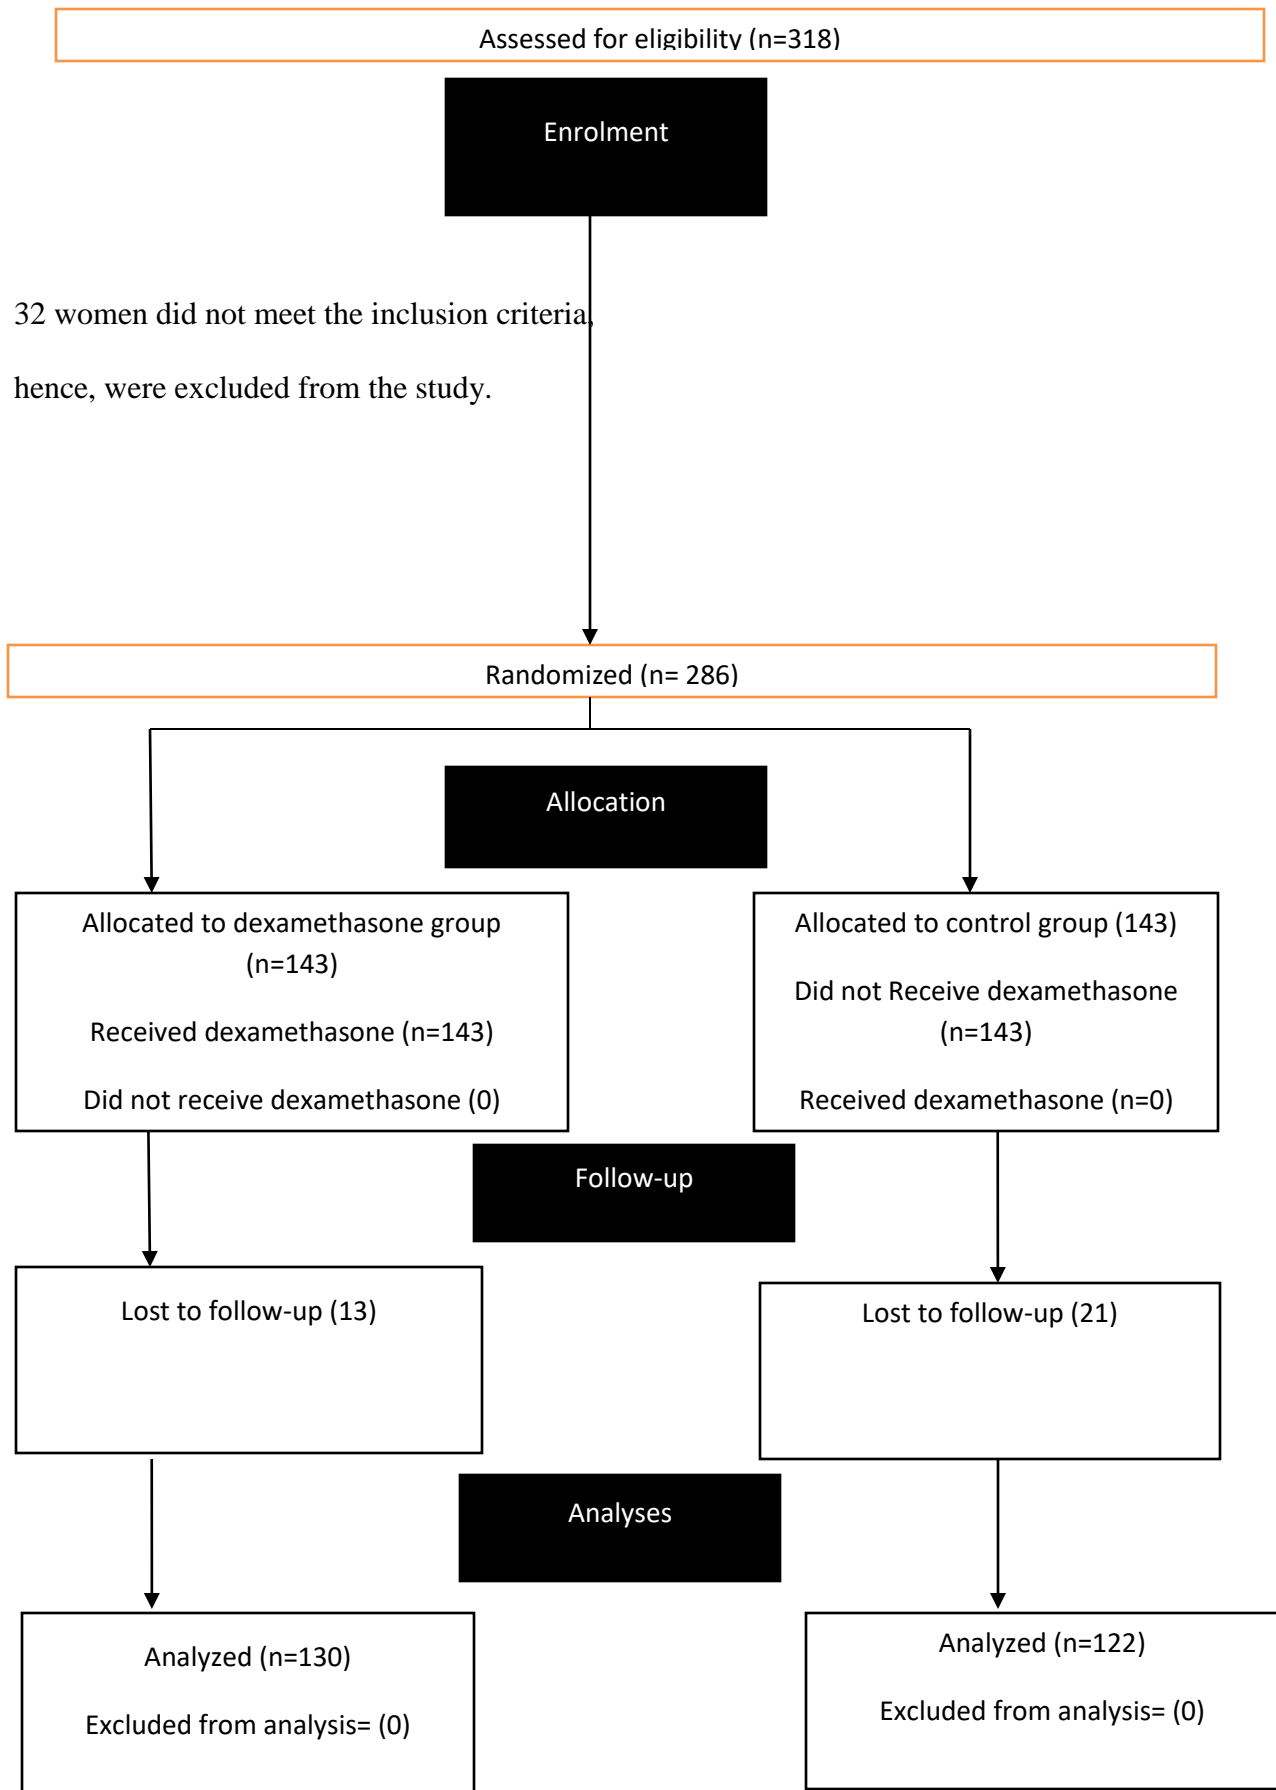 Assessed for eligibility (n=318)
Enrolment
32 women did not meet the inclusion criteria,
hence, were excluded from the study.
Randomized (n= 286)
Allocation
Allocated to dexamethasone group
(n=143)
Received dexamethasone (n=143)
Did not receive dexamethasone (0)
Allocated to control group (143)
Did not Receive dexamethasone
(n=143)
Received dexamethasone (n=0)
Follow-up
Lost to follow-up (13)
Lost to follow-up (21)
Analyses
Analyzed (n=130)
Excluded from analysis= (0)
Analyzed (n=122)
Excluded from analysis= (0)